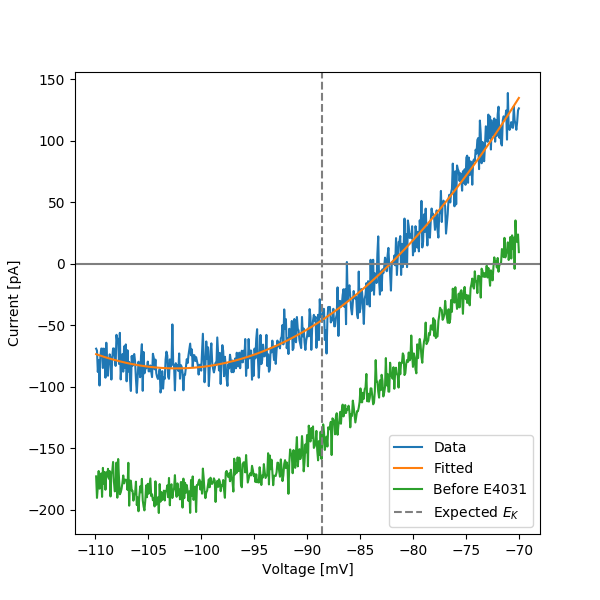 150
100
50
0
−50
−100
−150
−200
Current [pA]
−110 −105 −100 −95 −90 −85 −80 −75 −70
Voltage [mV]
Data
Fitted
Before E4031
Expected E_K